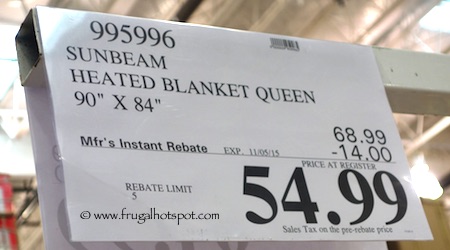 995996
SUNBEAM
HEATED BLANKET QUEEN
90" X 84"
68.99
Mfr's Instant Rebate EXP. 11/05/15 -14.00
PRICE AT REGISTER
REBATE LIMIT
5
54.99
© www.frugalhotspot.com
Sales Tax on the pre-rebate price